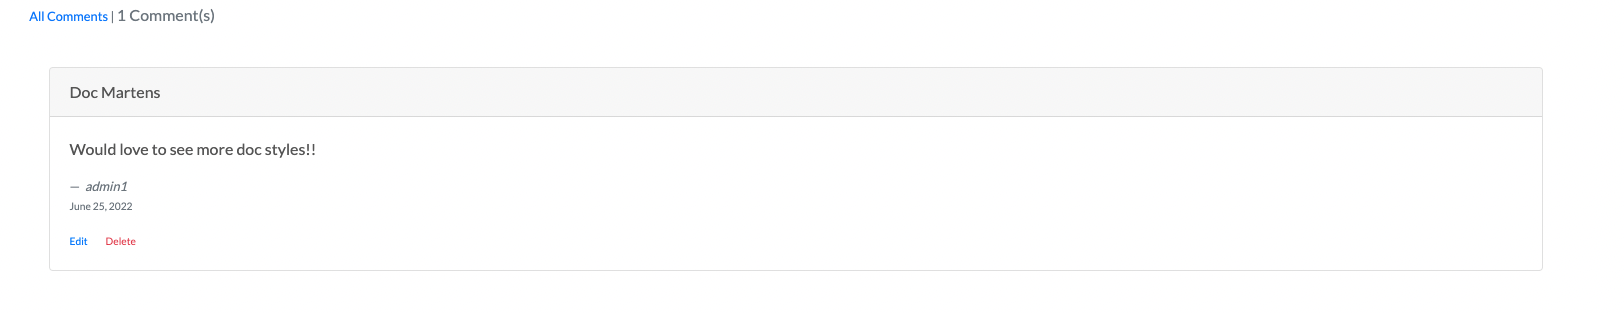 All Comments | 1 Comment(s)
Doc Martens
Would love to see more doc styles!!
— admin1
June 25, 2022
Edit Delete